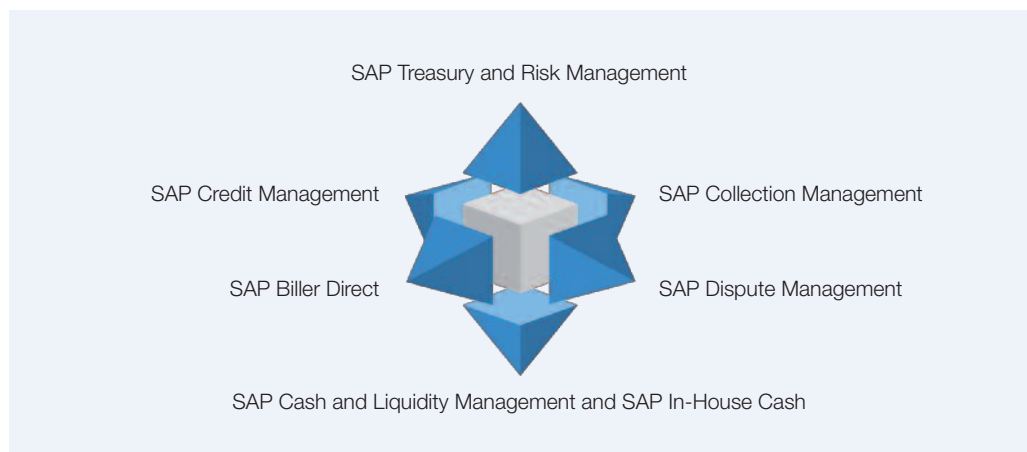 SAP Treasury and Risk Management
SAP Credit Management
SAP Collection Management
SAP Biller Direct
SAP Dispute Management
SAP Cash and Liquidity Management and SAP In-House Cash